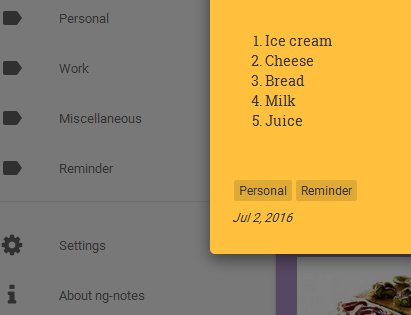 Personal
Work
Miscellaneous
Reminder
Settings
About ng-notes
1. Ice cream
2. Cheese
3. Bread
4. Milk
5. Juice
Personal Reminder
Jul 2, 2016